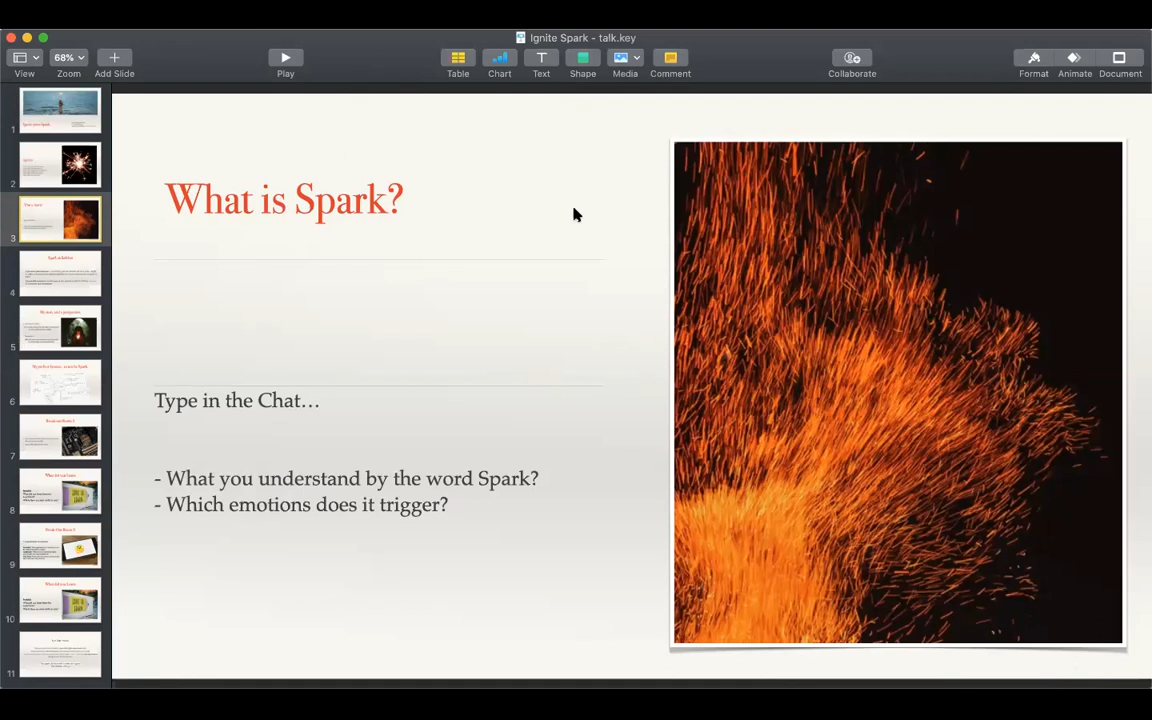 Ignite Spark - talk.key
68%
View
Zoom
Add Slide
Play
Table
Chart
Text
Shape
Media
Comment
Collaborate
Format
Animate
Document
1
2
3
4
5
6
7
8
9
10
11
What is Spark?
Type in the Chat…
- What you understand by the word Spark?
- Which emotions does it trigger?